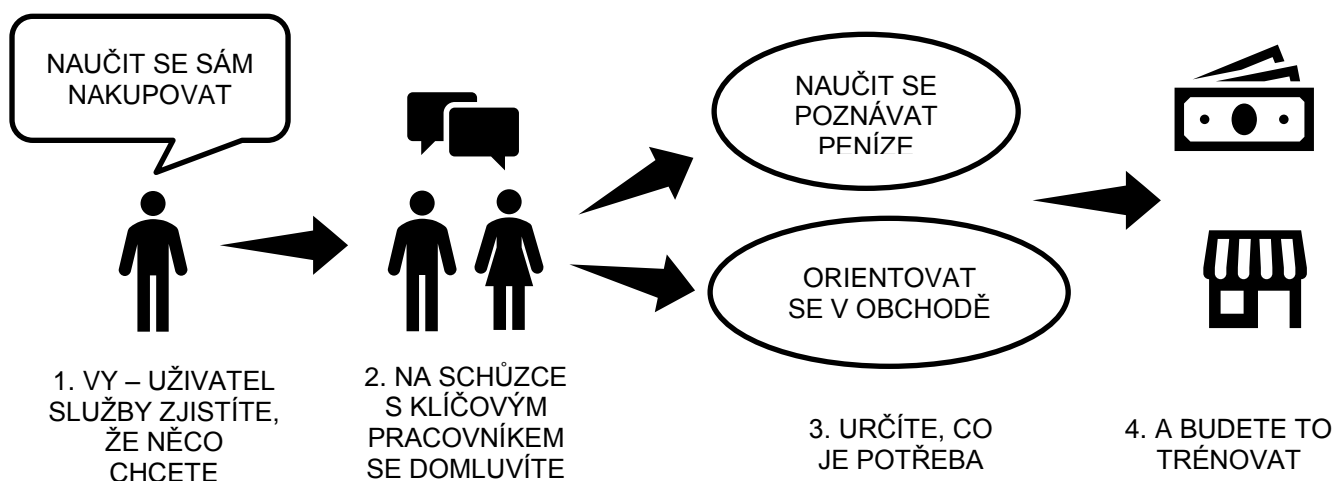 NAUČIT SE SÁM
NAKUPOVAT
NAUČIT SE
POZNÁVAT
PENÍZE
ORIENTOVAT
SE V OBCHODĚ
1. VY – UŽIVATEL
SLUŽBY ZJISTÍTE,
ŽE NĚCO
CHCETE
2. NA SCHŮZCE
S KLÍČOVÝM
PRACOVNÍKEM
SE DOMLUVÍTE
3. URČÍTE, CO
JE POTŘEBA
4. A BUDETE TO
TRÉNOVAT